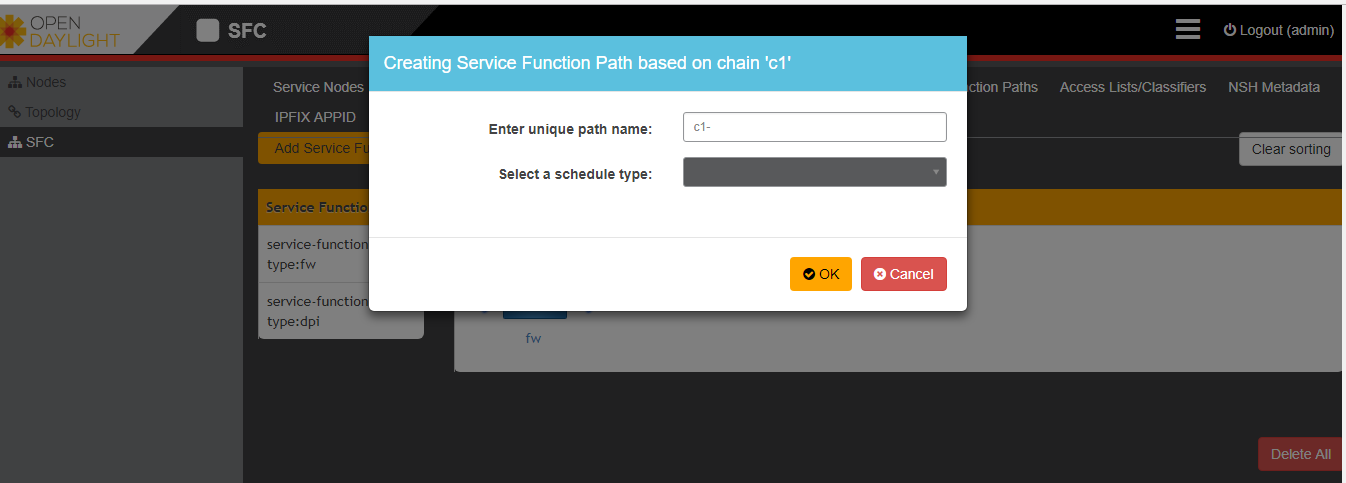 OPEN
DAYLIGHT
SFC
Logout (admin)
Creating Service Function Path based on chain 'c1'
Nodes
Topology
SFC
Service Nodes
ction Paths
Access Lists/Classifiers
NSH Metadata
IPFIX APPID
Enter unique path name:
c1-
Add Service Fu
Clear sorting
Select a schedule type:
Service Functio
service-function
type:fw
OK
Cancel
service-function
type:dpi
fw
Delete All